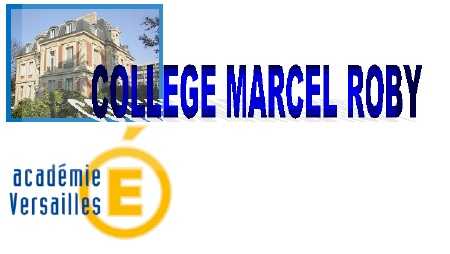 COLLEGE MARCEL ROBY
académie
Versailles
É